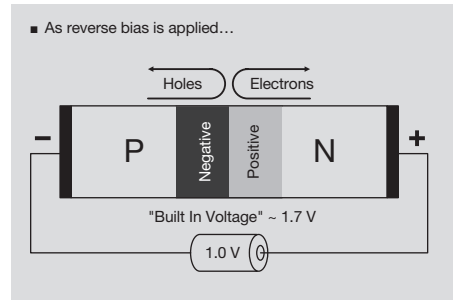 ■ As reverse bias is applied…
Holes Electrons
− P Negative Positive N +
"Built In Voltage" ~ 1.7 V
1.0 V